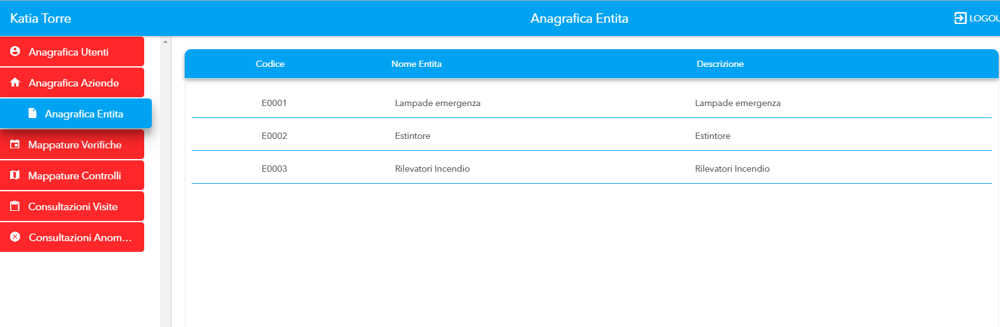 Katia Torre
Anagrafica Entita
LOGOU
Anagrafica Utenti
Anagrafica Aziende
Anagrafica Entita
Mappature Verifiche
Mappature Controlli
Consultazioni Visite
Consultazioni Anom...
Codice Nome Entita Descrizione
E0001 Lampade emergenza Lampade emergenza
E0002 Estintore Estintore
E0003 Rilevatori Incendio Rilevatori Incendio